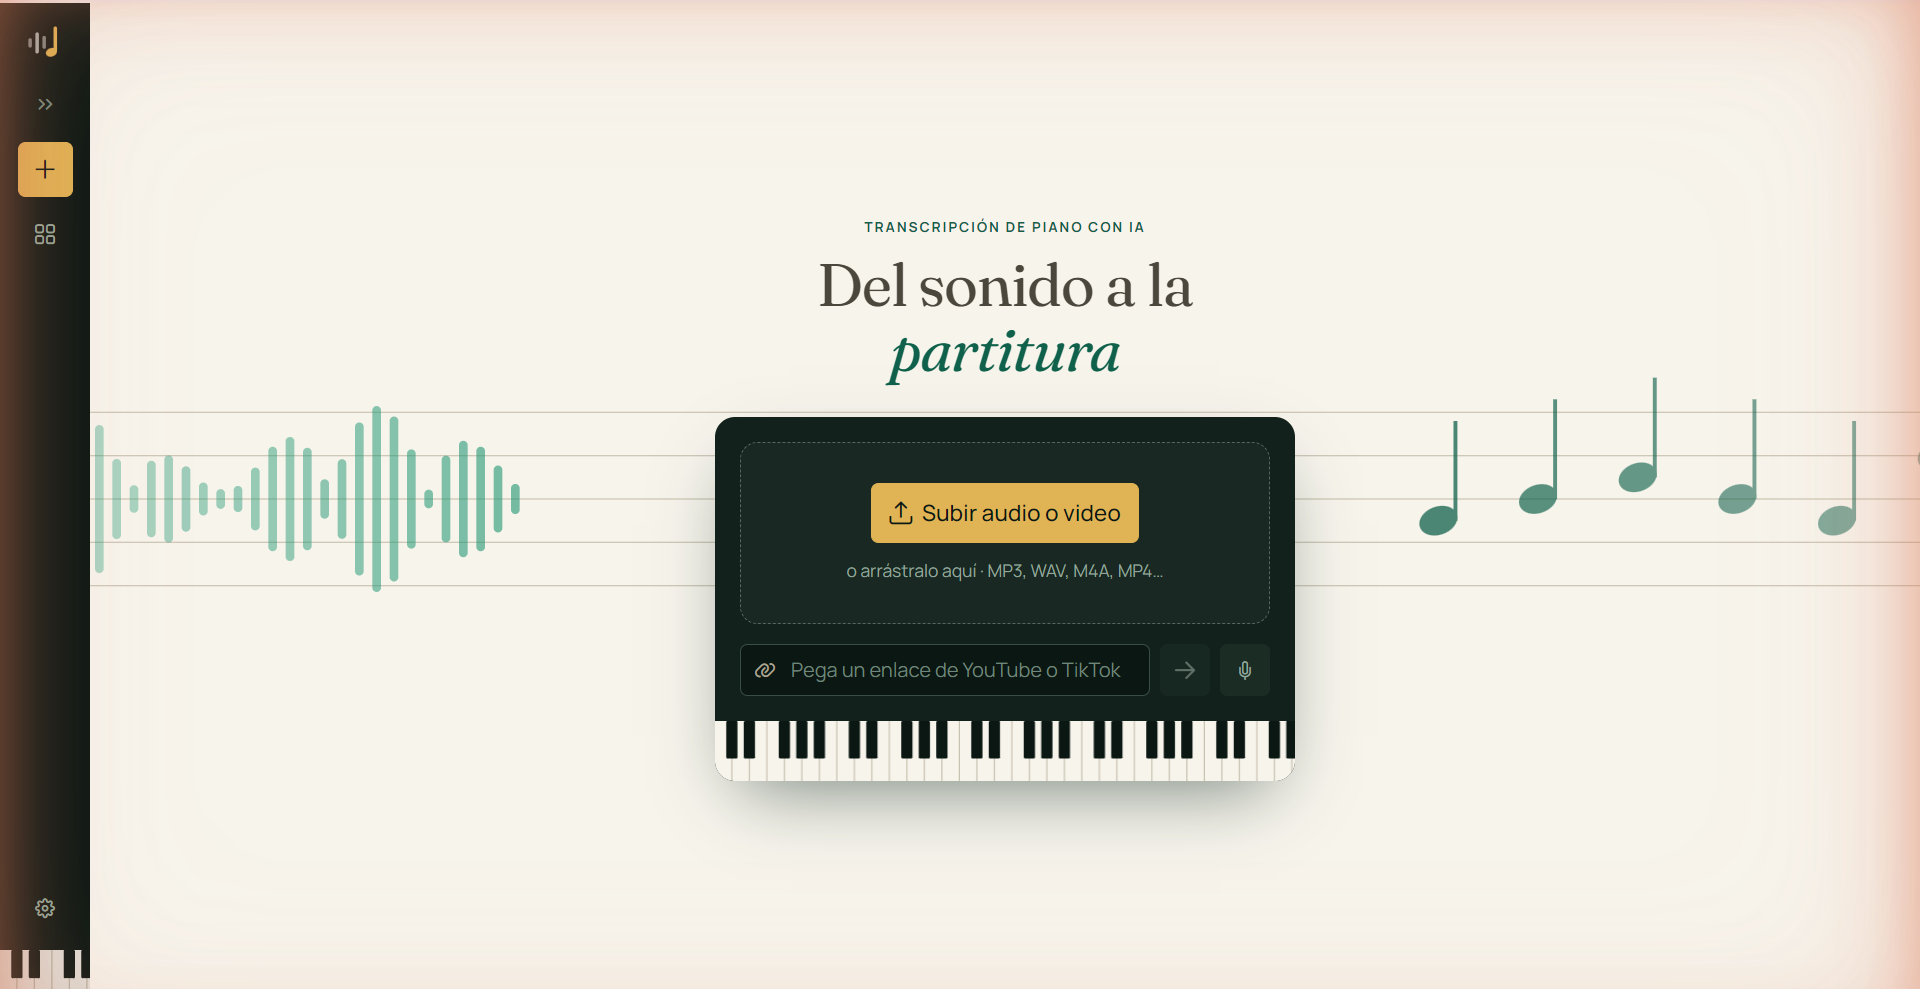 TRANSCRIPCIÓN DE PIANO CON IA
Del sonido a la
partitura
Subir audio o video
o arrástralo aquí · MP3, WAV, M4A, MP4...
Pega un enlace de YouTube o TikTok